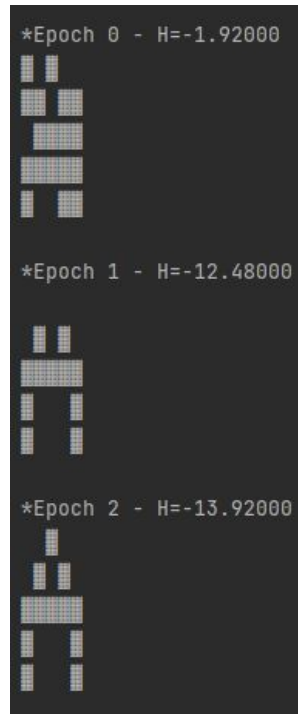 *Epoch 0 - H=-1.92000
*Epoch 1 - H=-12.48000
*Epoch 2 - H=-13.92000